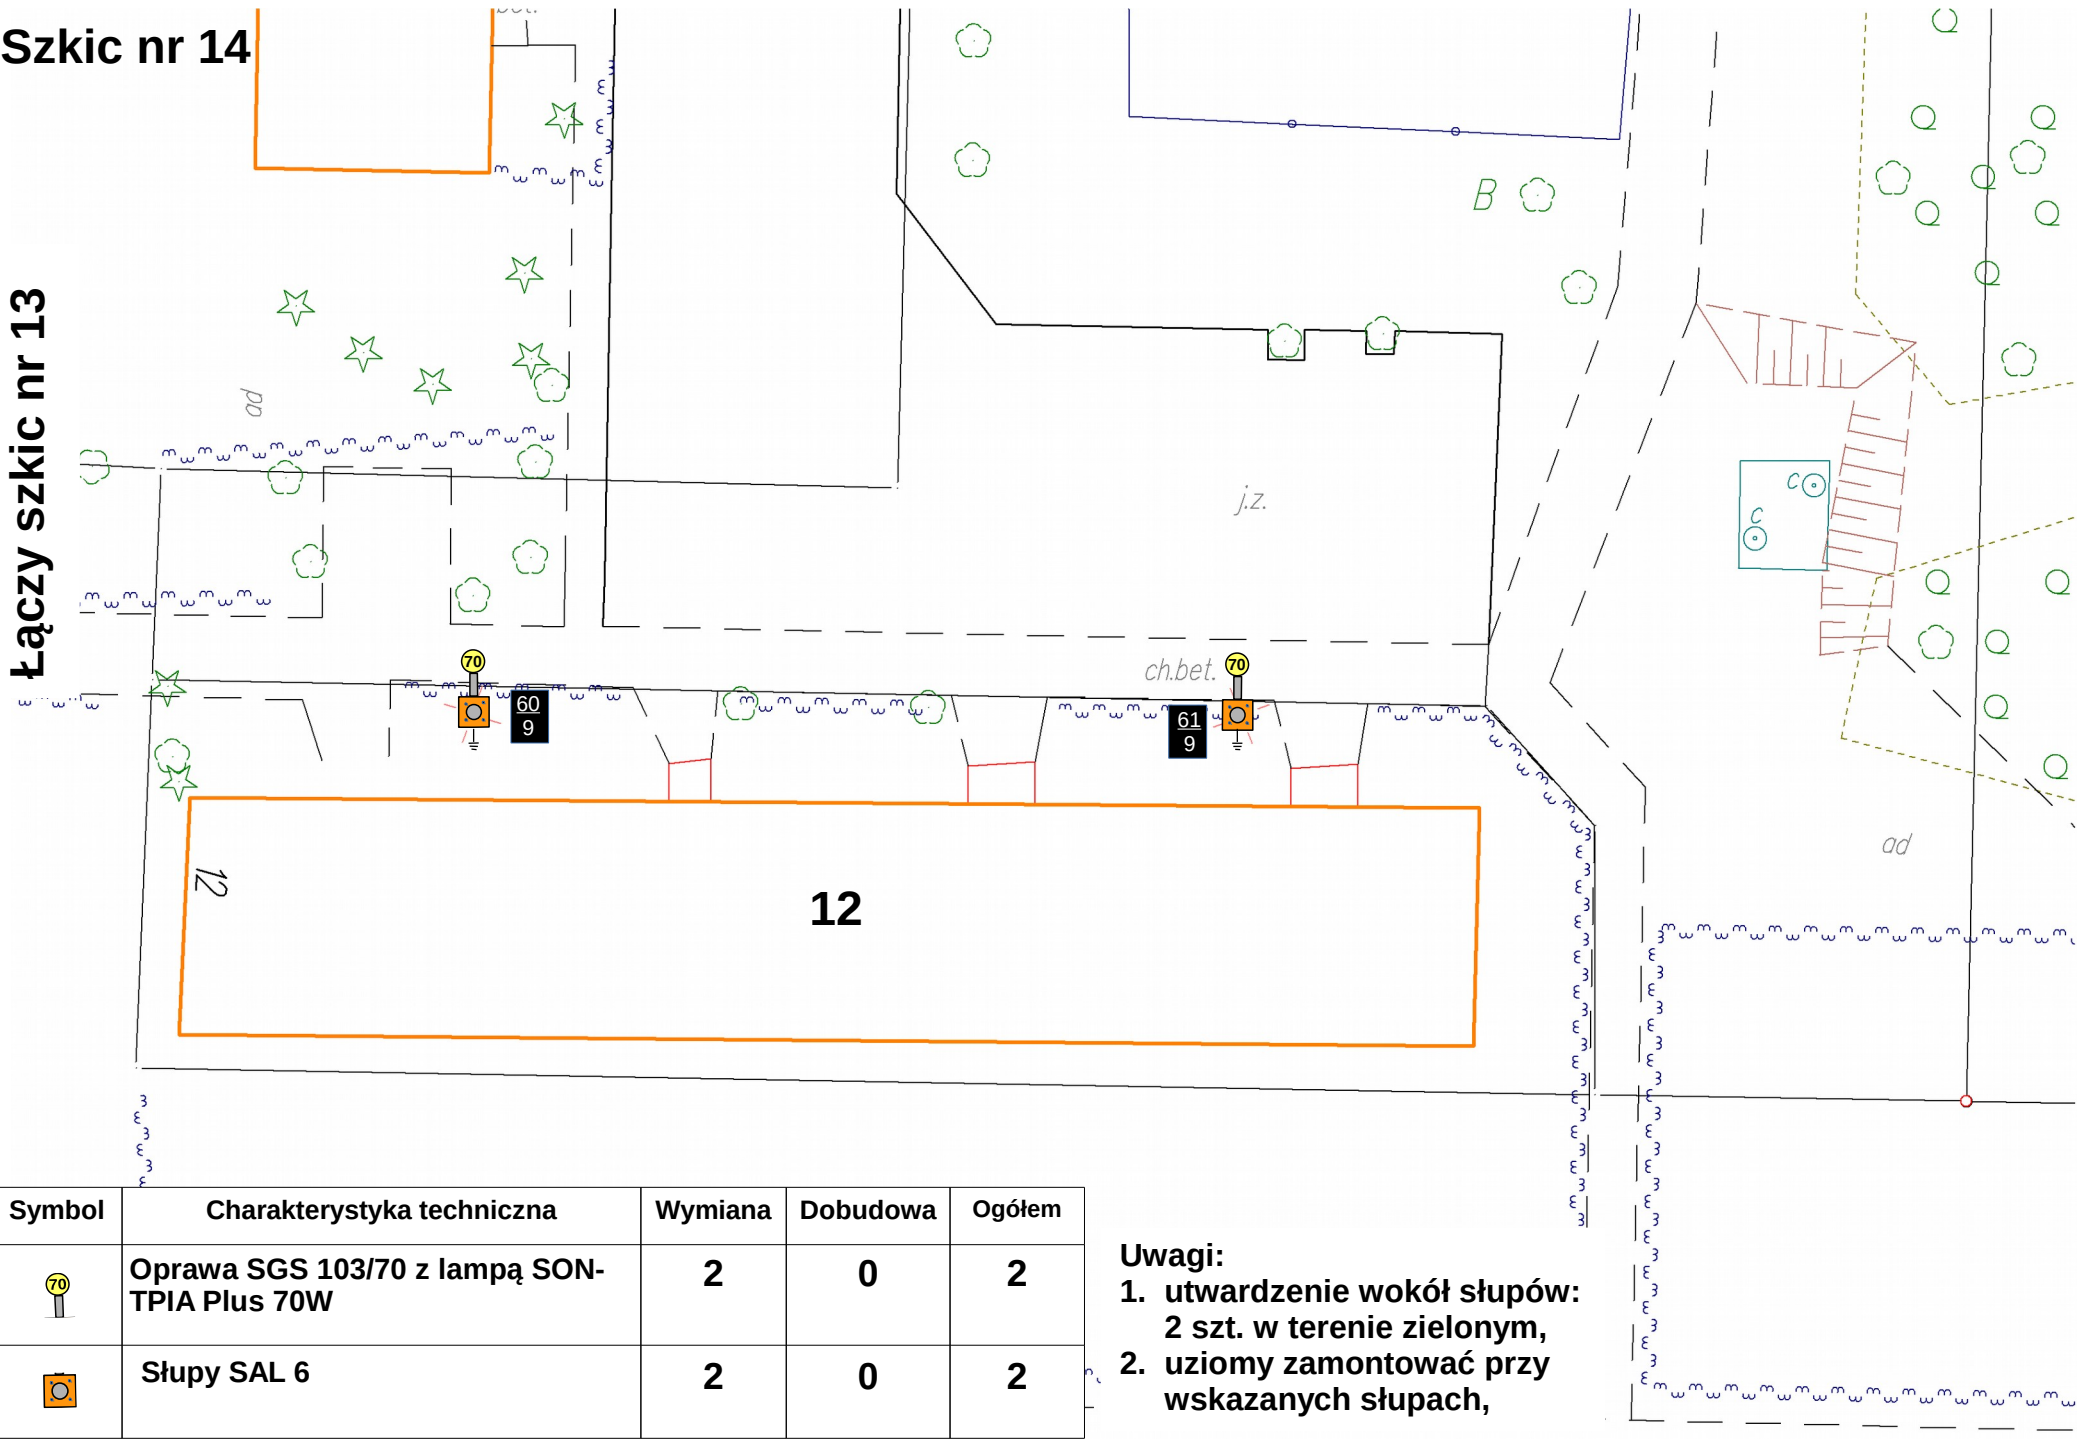 Szkic nr 14
bet.
B
Łączy szkic nr 13
pd
j.z.
c
c
70
70
ch.bet.
60
9
61
9
ad
12
12
Symbol Charakterystyka techniczna Wymiana Dobudowa Ogółem
70 Oprawa SGS 103/70 z lampą SON-
TPIA Plus 70W 2 0 2
Słupy SAL 6 2 0 2
Uwagi:
1. utwardzenie wokół słupów:
2 szt. w terenie zielonym,
2. uziomy zamontować przy
wskazanych słupach,